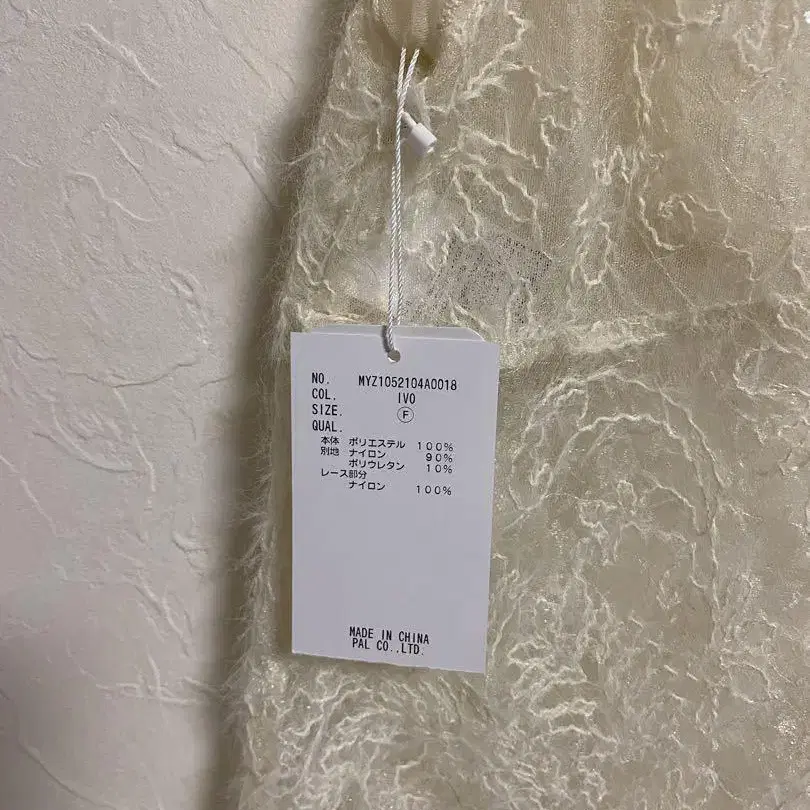 NO. MYZ1052104A0018
COL. IVO
SIZE. F
QUAL.
本体 ポリエステル 100%
別地 ナイロン 90%
ポリウレタン 10%
レース部分
ナイロン 100%
MADE IN CHINA
PAL CO.,LTD.